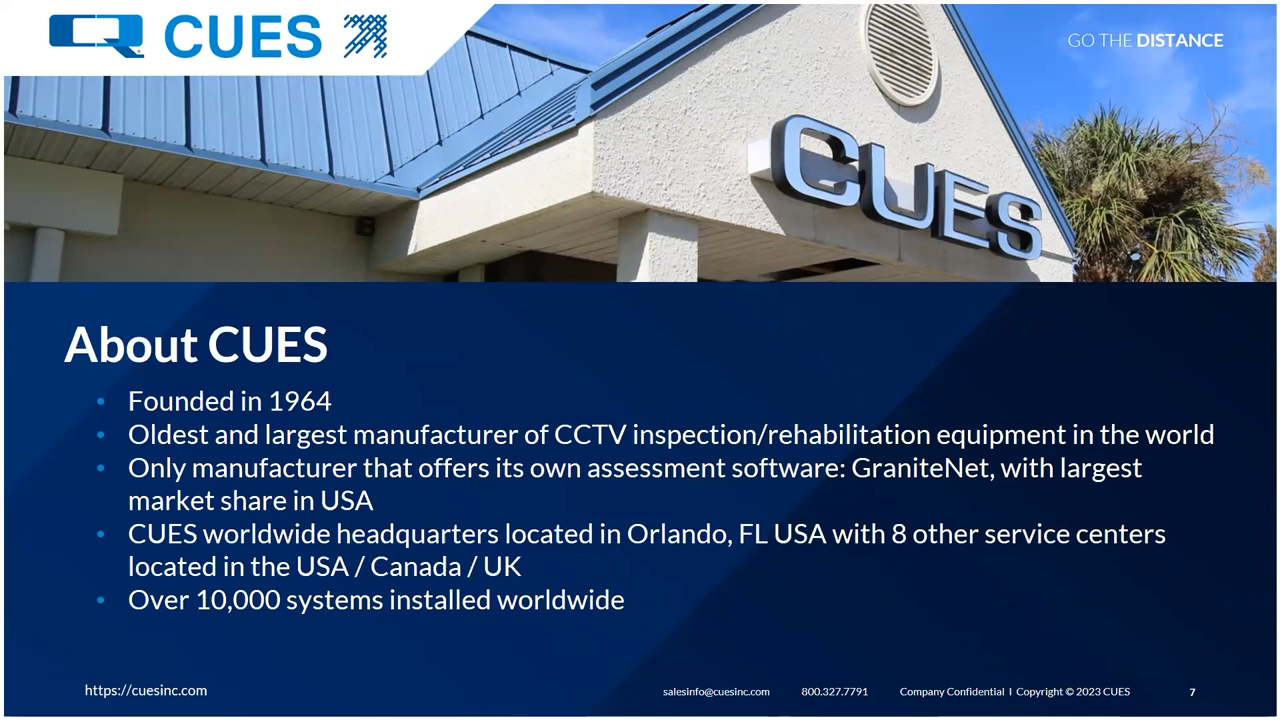 CUES
GO THE DISTANCE
CUES
About CUES
• Founded in 1964
• Oldest and largest manufacturer of CCTV inspection/rehabilitation equipment in the world
• Only manufacturer that offers its own assessment software: GraniteNet, with largest
market share in USA
• CUES worldwide headquarters located in Orlando, FL USA with 8 other service centers
located in the USA / Canada / UK
• Over 10,000 systems installed worldwide
https://cuesinc.com
salesinfo@cuesinc.com 800.327.7791 Company Confidential I Copyright © 2023 CUES 7